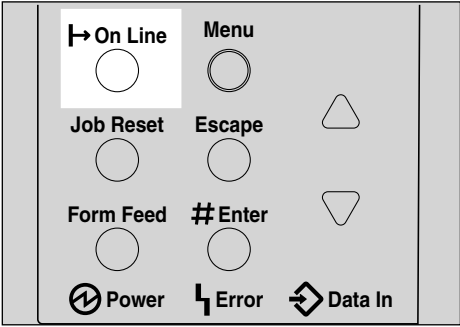 On Line Menu
Job Reset Escape
Form Feed # Enter
Power Error Data In